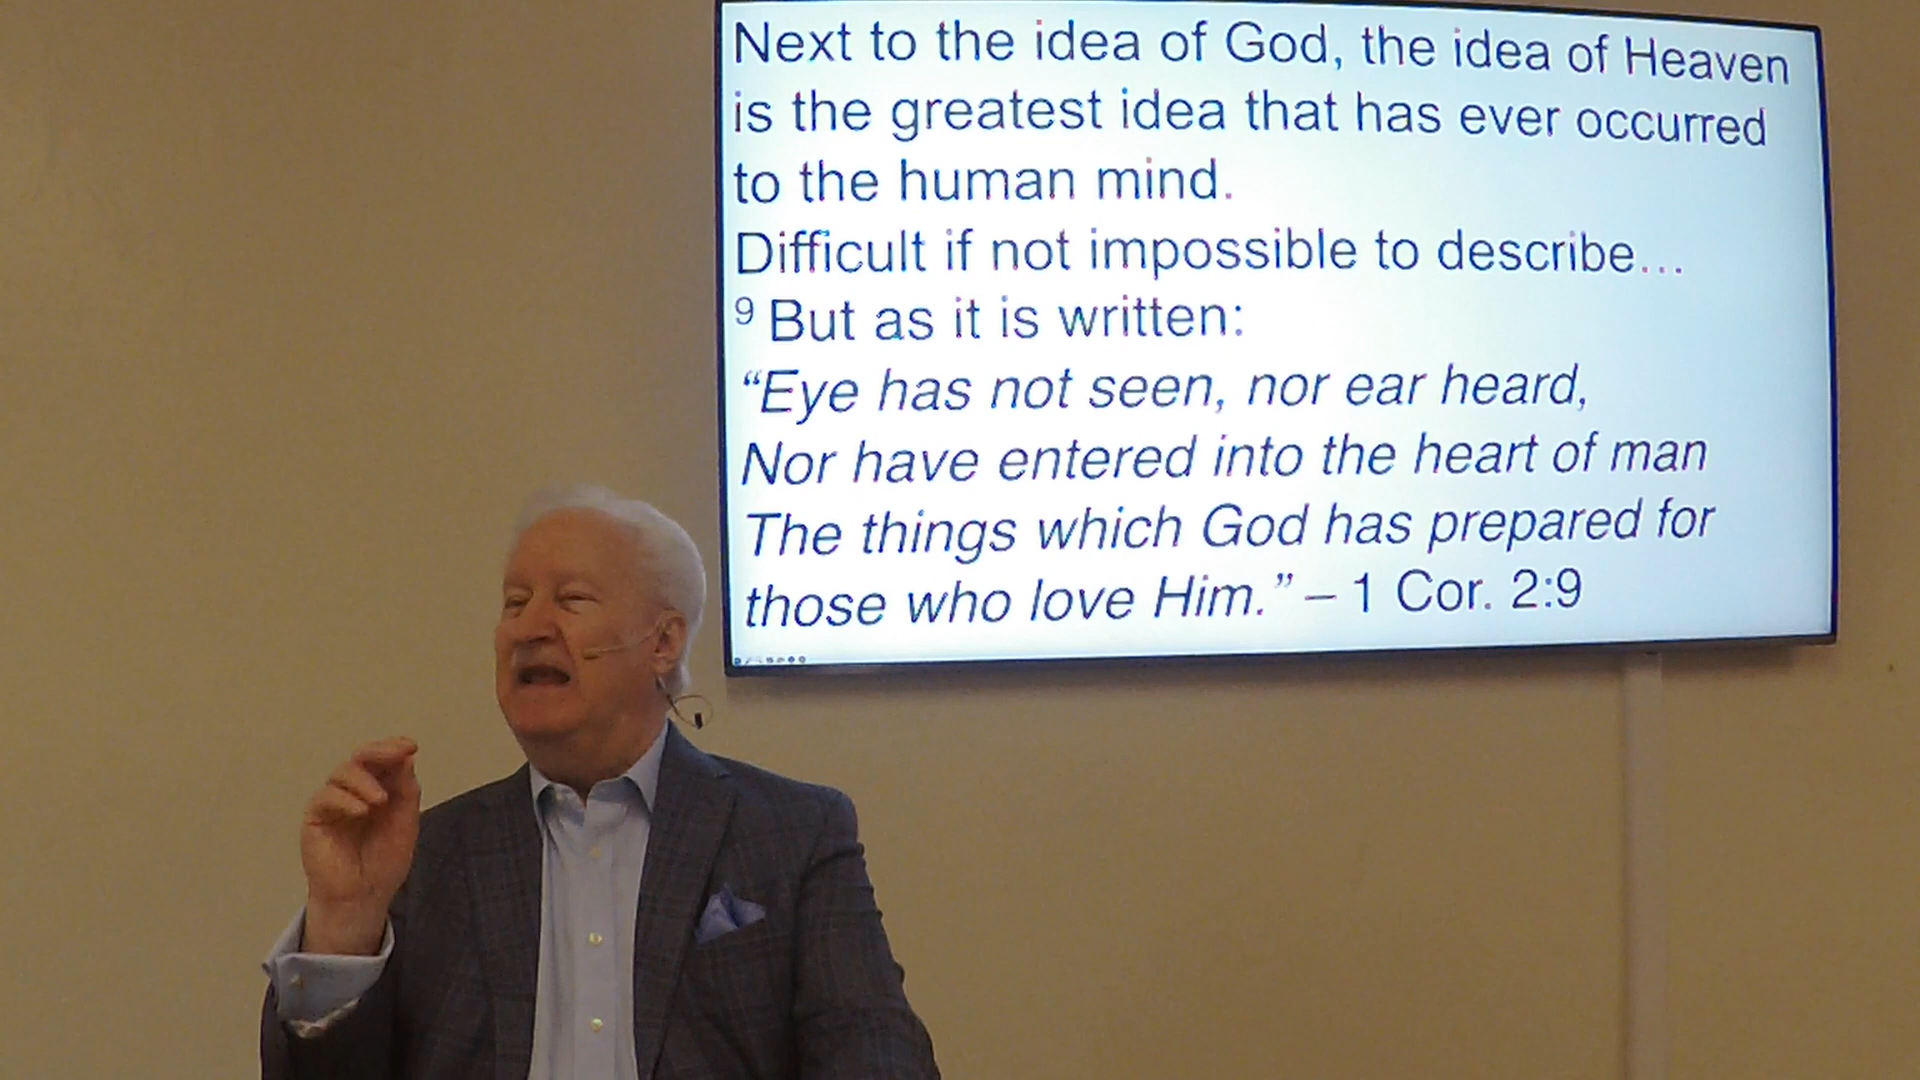 Next to the idea of God, the idea of Heaven
is the greatest idea that has ever occurred
to the human mind.
Difficult if not impossible to describe...
9 But as it is written:
“Eye has not seen, nor ear heard,
Nor have entered into the heart of man
The things which God has prepared for
those who love Him.” – 1 Cor. 2:9